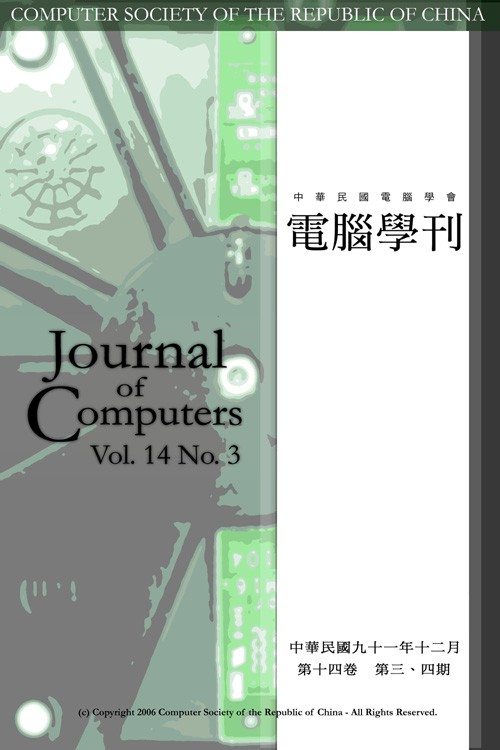 COMPUTER SOCIETY OF THE REPUBLIC OF CHINA
中華民國電腦學會
電腦學刊
Journal
of
Computers
Vol. 14 No. 3
中華民國九十一年十二月
第十四卷 第三、四期
(c) Copyright 2006 Computer Society of the Republic of China - All Rights Reserved.